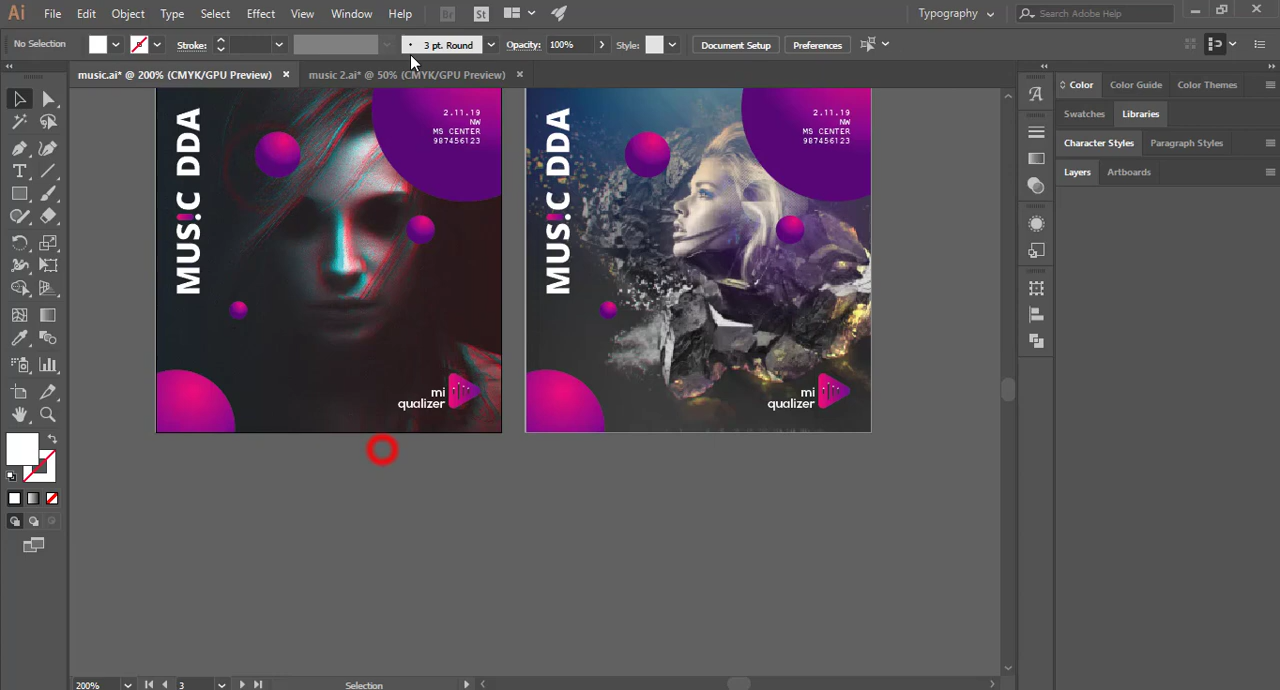 Ai File Edit Object Type Select Effect View Window Help Br St Typography Search Adobe Help
No Selection Stroke: 3 pt. Round Opacity: 100% Style: Document Setup Preferences
music.ai* @ 200% (CMYK/GPU Preview) music 2.ai* @ 50% (CMYK/GPU Preview)
Color Color Guide Color Themes
Swatches Libraries
Character Styles Paragraph Styles
Layers Artboards
MUS!C DDA
2.11.19
NW
MS CENTER
987456123
mi
qualizer
MUS!C DDA
2.11.19
NW
MS CENTER
987456123
mi
qualizer
200% 3 Selection